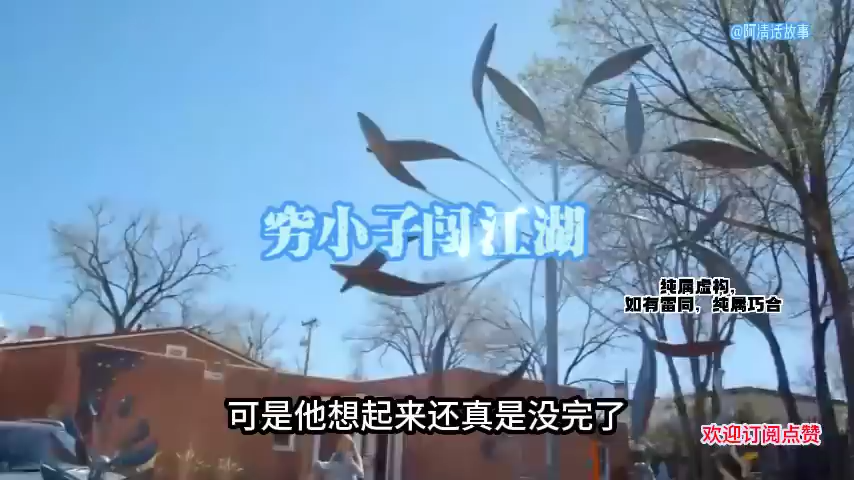 @阿清话故事
穷小子闯江湖
纯属虚构，
如有雷同，纯属巧合
可是他想起来还真是没完了
欢迎订阅点赞